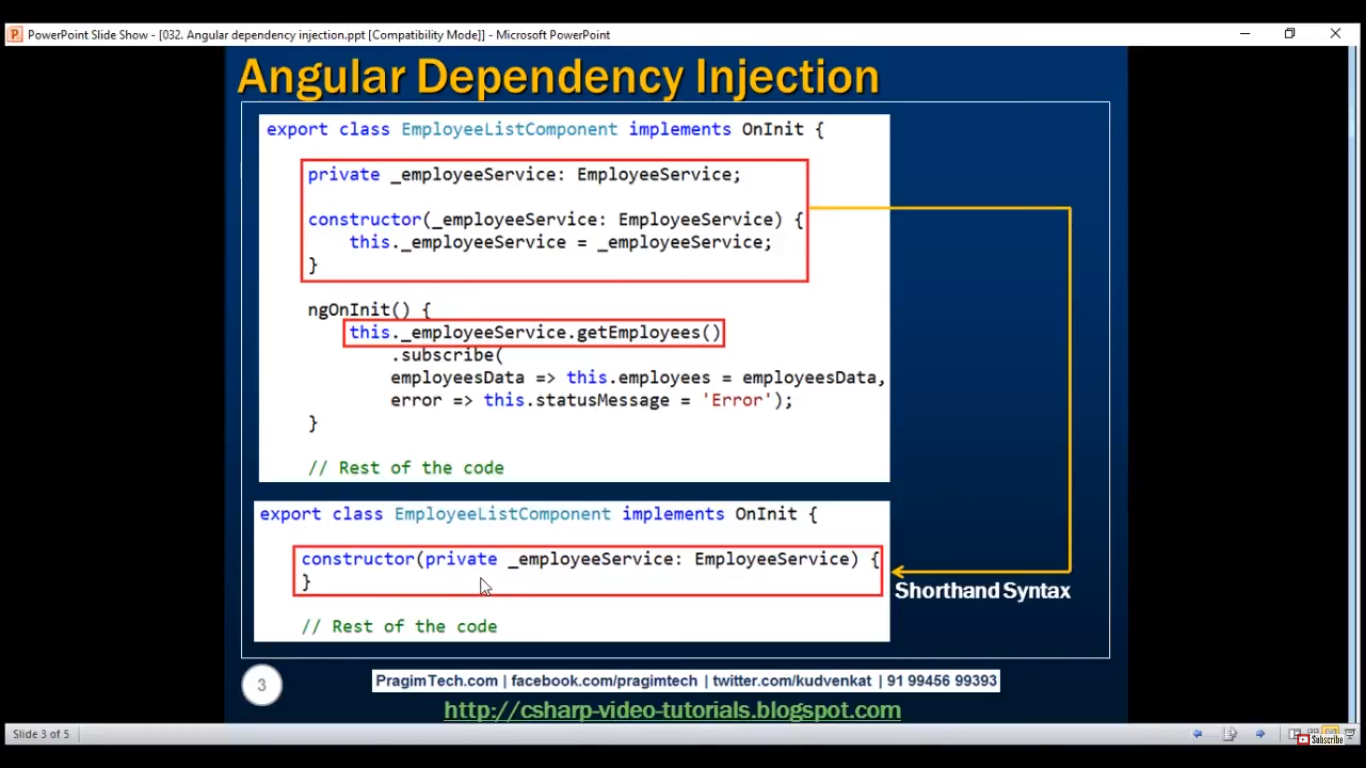 PowerPoint Slide Show - [032. Angular dependency injection.ppt [Compatibility Mode]] - Microsoft PowerPoint
Angular Dependency Injection
export class EmployeeListComponent implements OnInit {
private _employeeService: EmployeeService;
constructor(_employeeService: EmployeeService) {
this._employeeService = _employeeService;
}
ngOnInit() {
this._employeeService.getEmployees()
.subscribe(
employeesData => this.employees = employeesData,
error => this.statusMessage = 'Error');
}
// Rest of the code
export class EmployeeListComponent implements OnInit {
constructor(private _employeeService: EmployeeService) {
}
Shorthand Syntax
// Rest of the code
3
PragimTech.com | facebook.com/pragimtech | twitter.com/kudvenkat | 91 99456 99393
http://csharp-video-tutorials.blogspot.com
Slide 3 of 5
Subscribe